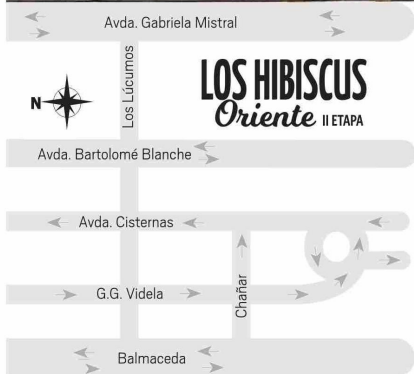 Avda. Gabriela Mistral
Los Lúcumos
LOS HIBISCUS
Oriente II ETAPA
N
Avda. Bartolomé Blanche
Avda. Cisternas
G.G. Videla
Chañar
Balmaceda